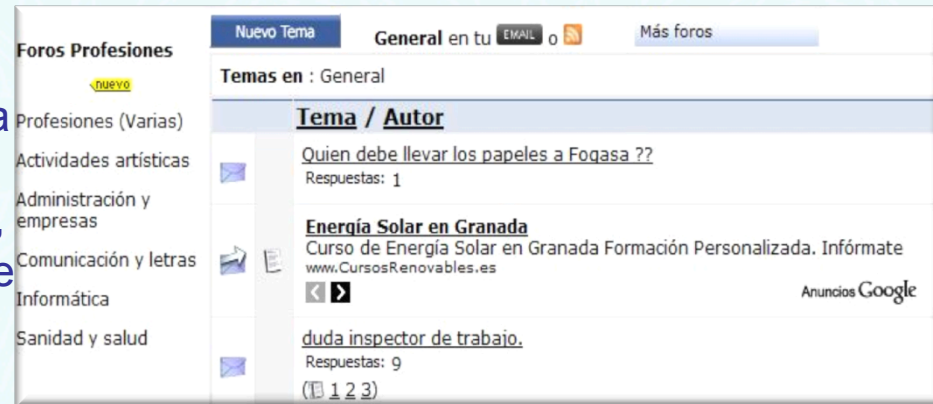 Foros Profesiones
nuevo
a Profesiones (Varias)
Actividades artísticas
Administración y
, empresas
Comunicación y letras
e
Informática
Sanidad y salud
Nuevo Tema
General en tu EMAIL o
Más foros
Temas en : General
Tema / Autor
Quien debe llevar los papeles a Fogasa ??
Respuestas: 1
Energía Solar en Granada
Curso de Energía Solar en Granada Formación Personalizada. Infórmate
www.CursosRenovables.es
Anuncios Google
duda inspector de trabajo.
Respuestas: 9
(1 2 3)